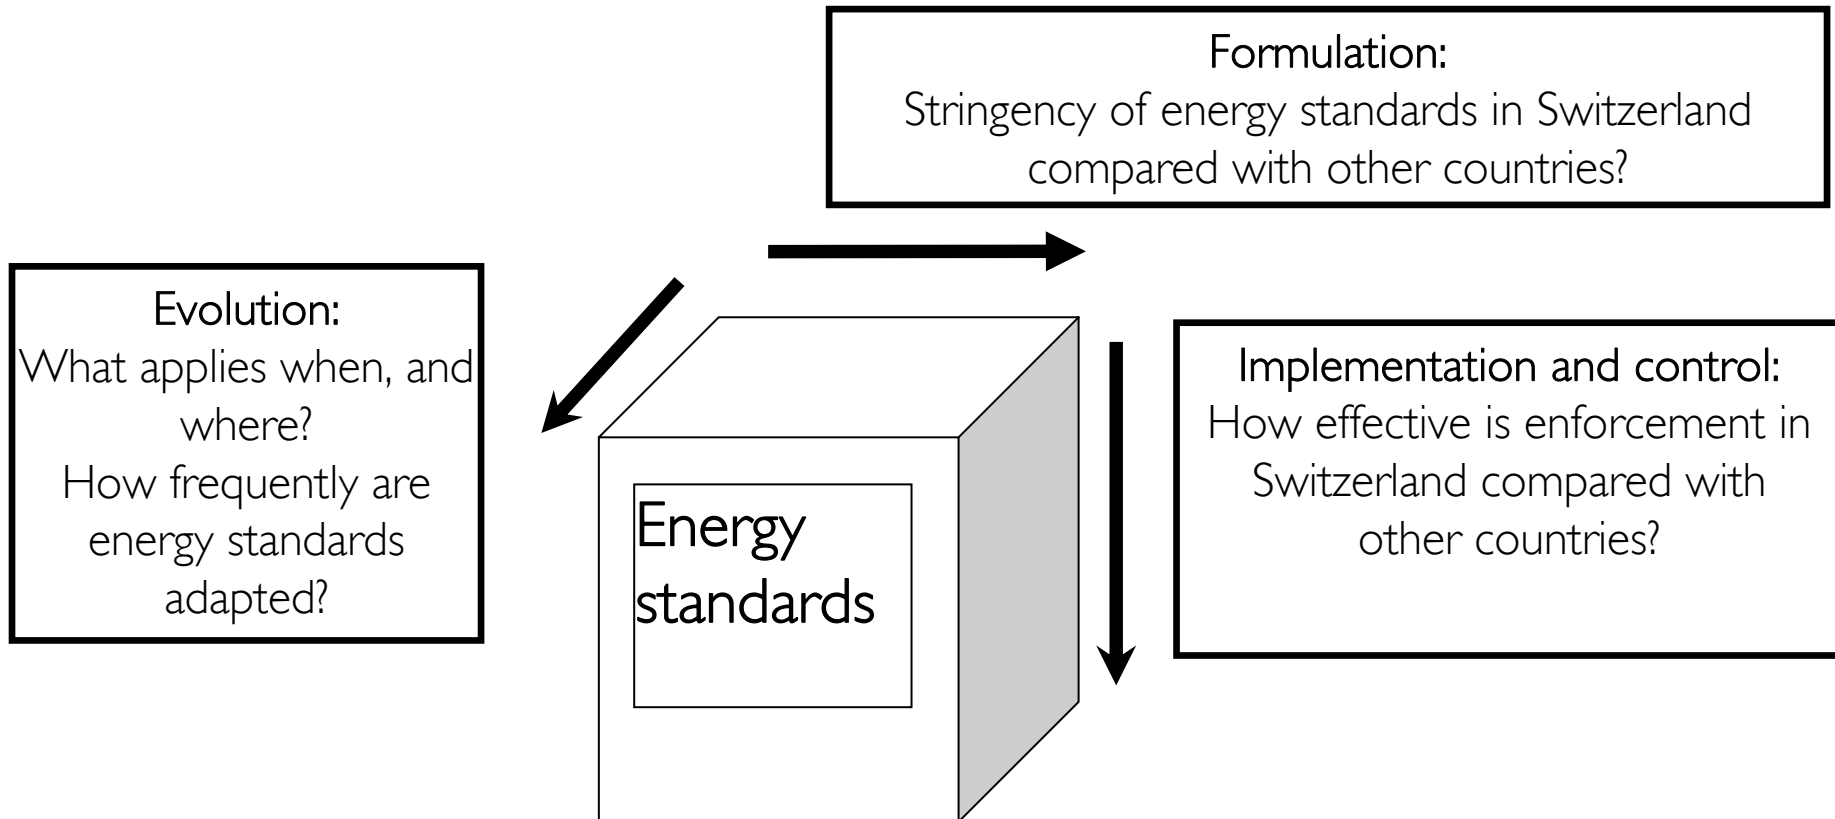 Formulation:
Stringency of energy standards in Switzerland
compared with other countries?
Evolution:
What applies when, and
where?
How frequently are
energy standards
adapted?
Implementation and control:
How effective is enforcement in
Switzerland compared with
other countries?
Energy
standards